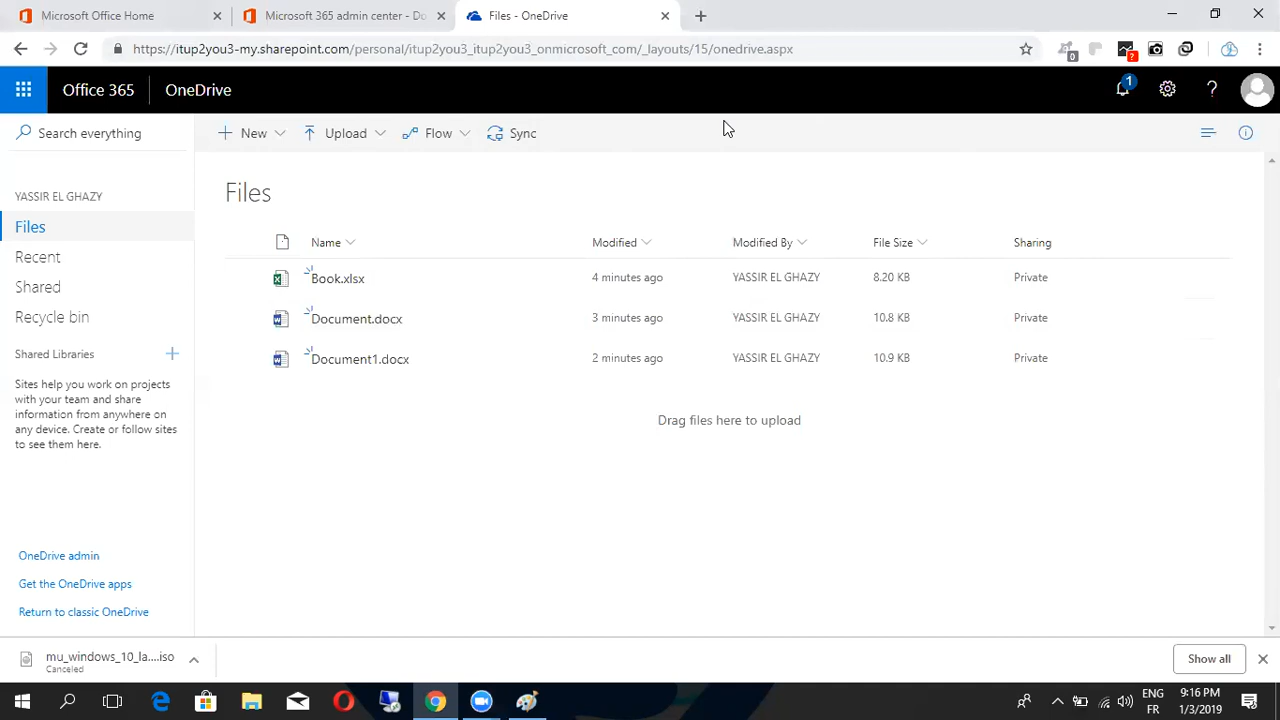 Microsoft Office Home
Microsoft 365 admin center - Do
Files - OneDrive
https://itup2you3-my.sharepoint.com/personal/itup2you3_itup2you3_onmicrosoft_com/_layouts/15/onedrive.aspx
0
?
Office 365
OneDrive
1
?
Search everything
New
Upload
Flow
Sync
YASSIR EL GHAZY
Files
Recent
Shared
Recycle bin
Shared Libraries
Sites help you work on projects
with your team and share
information from anywhere on
any device. Create or follow sites
to see them here.
OneDrive admin
Get the OneDrive apps
Return to classic OneDrive
Files
Name Modified Modified By File Size Sharing
Book.xlsx 4 minutes ago YASSIR EL GHAZY 8.20 KB Private
Document.docx 3 minutes ago YASSIR EL GHAZY 10.8 KB Private
Document1.docx 2 minutes ago YASSIR EL GHAZY 10.9 KB Private
Drag files here to upload
mu_windows_10_la....iso
Canceled
Show all
ENG
FR
9:16 PM
1/3/2019